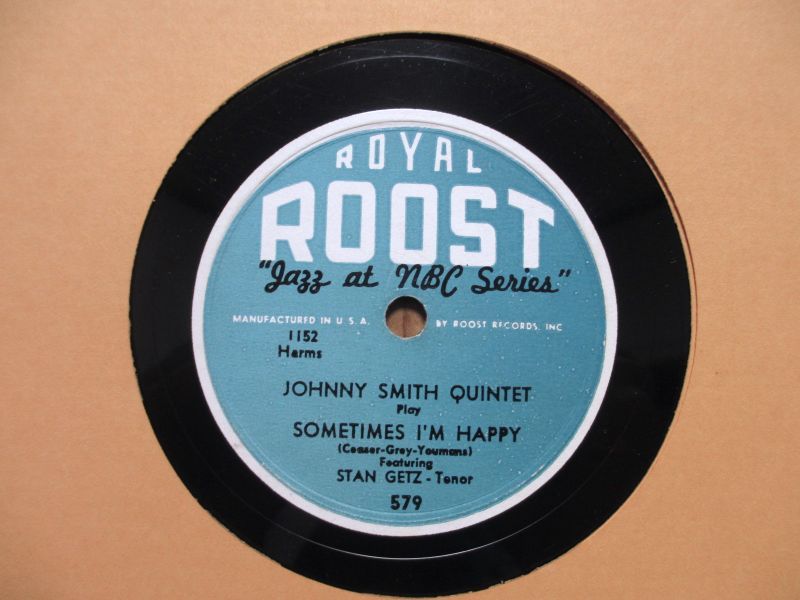 ROYAL
ROOST
"Jazz at NBC Series"
MANUFACTURED IN U.S.A. BY ROOST RECORDS, INC
1152
Harms
JOHNNY SMITH QUINTET
Play
SOMETIMES I'M HAPPY
(Ceaser-Grey-Youmans)
Featuring
STAN GETZ - Tenor
579